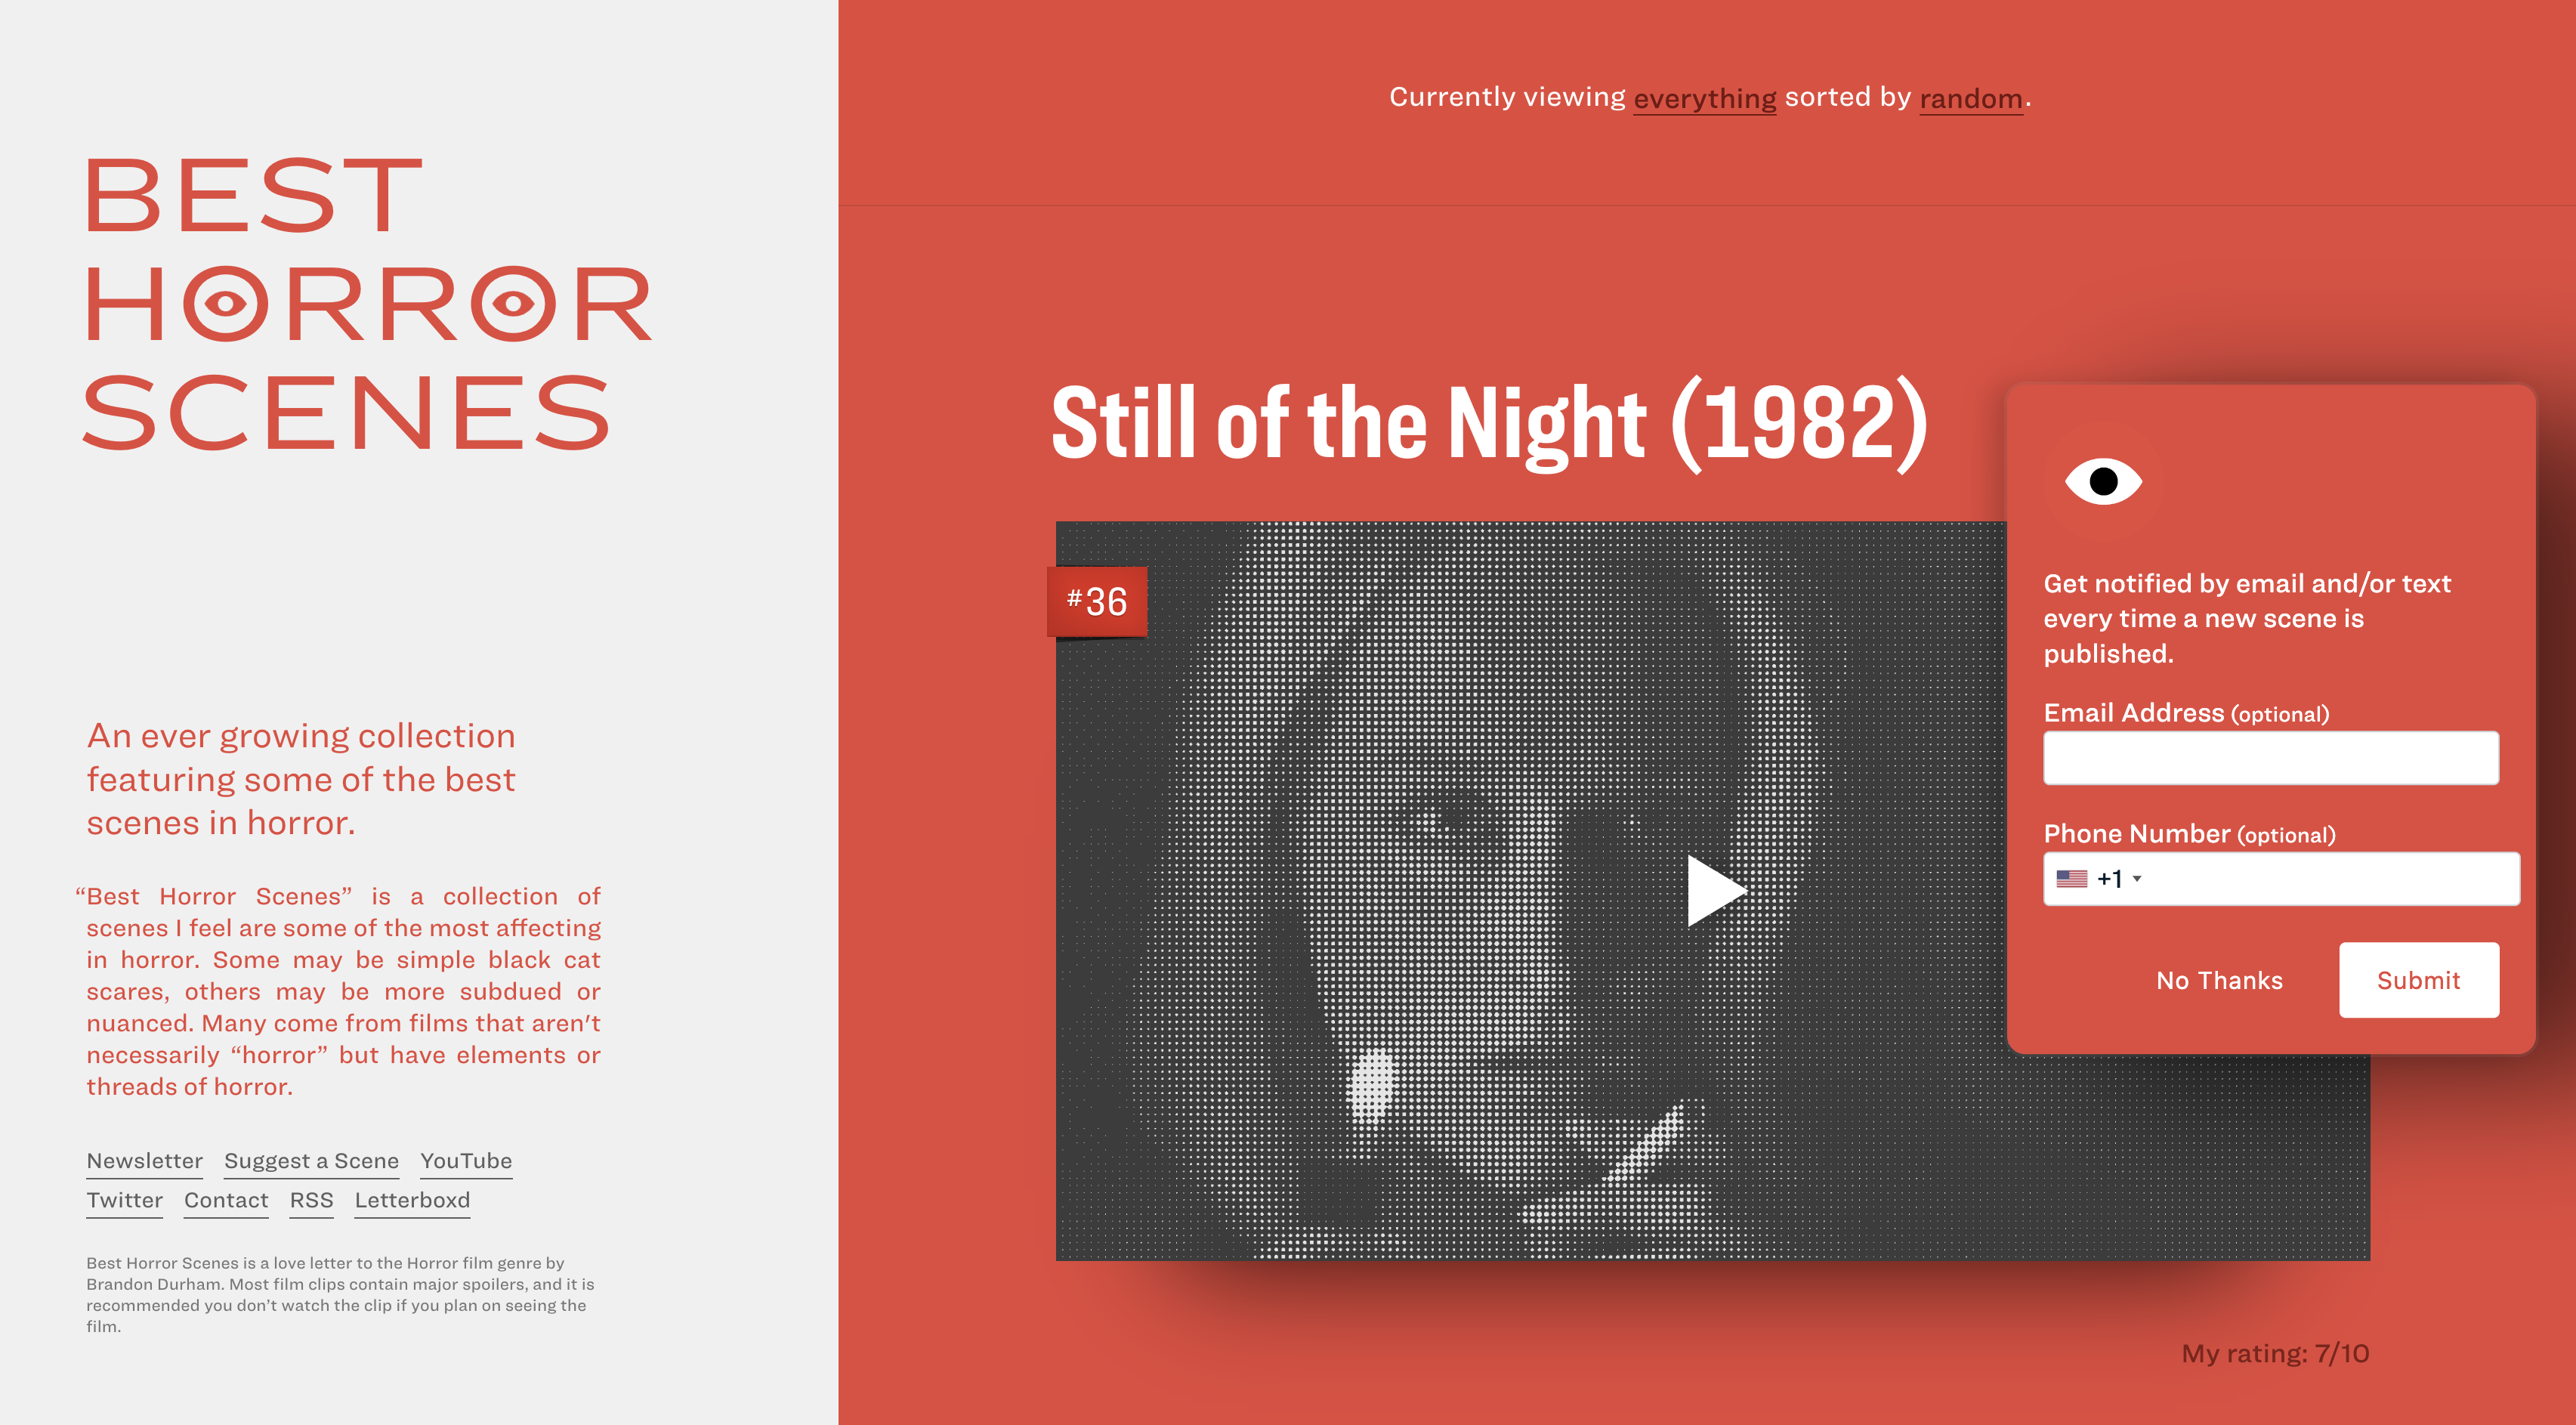 BEST
HORROR
SCENES
An ever growing collection
featuring some of the best
scenes in horror.
“Best Horror Scenes” is a collection of
scenes I feel are some of the most affecting
in horror. Some may be simple black cat
scares, others may be more subdued or
nuanced. Many come from films that aren't
necessarily “horror” but have elements or
threads of horror.
Newsletter Suggest a Scene YouTube
Twitter Contact RSS Letterboxd
Best Horror Scenes is a love letter to the Horror film genre by
Brandon Durham. Most film clips contain major spoilers, and it is
recommended you don’t watch the clip if you plan on seeing the
film.
Currently viewing everything sorted by random.
Still of the Night (1982)
#36
Get notified by email and/or text
every time a new scene is
published.
Email Address (optional)
Phone Number (optional)
+1
No Thanks Submit
My rating: 7/10